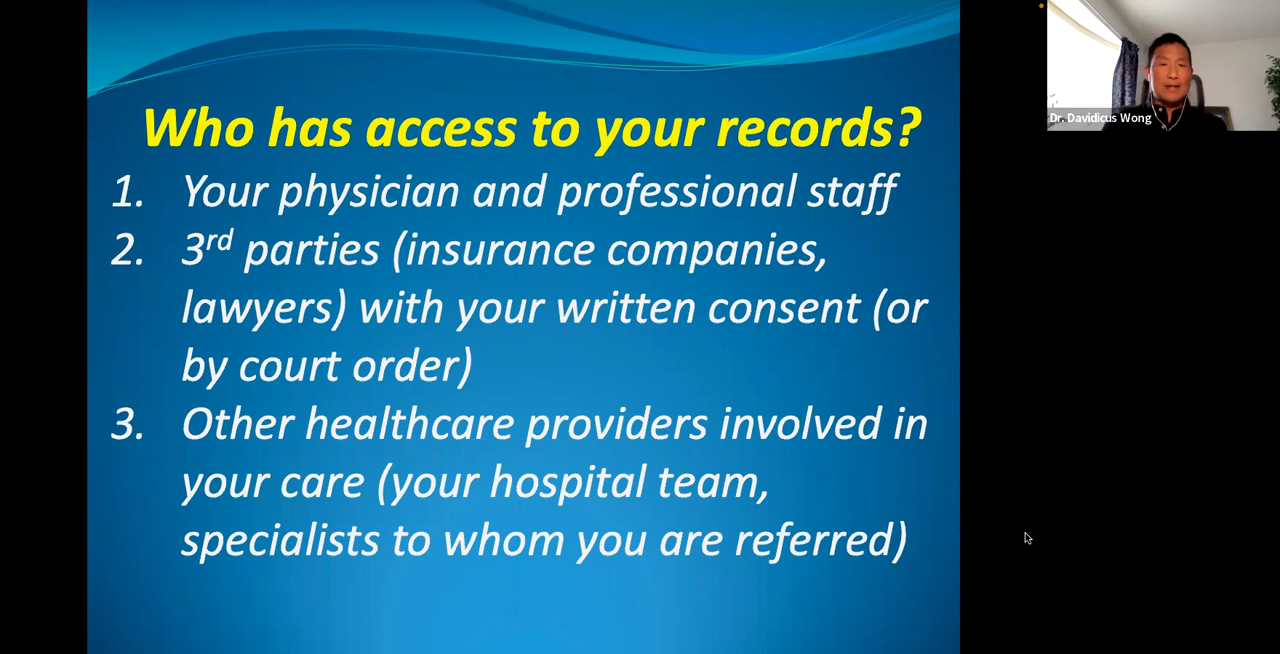 Who has access to your records?
1. Your physician and professional staff
2. 3rd parties (insurance companies,
lawyers) with your written consent (or
by court order)
3. Other healthcare providers involved in
your care (your hospital team,
specialists to whom you are referred)
Dr. Davidicus Wong